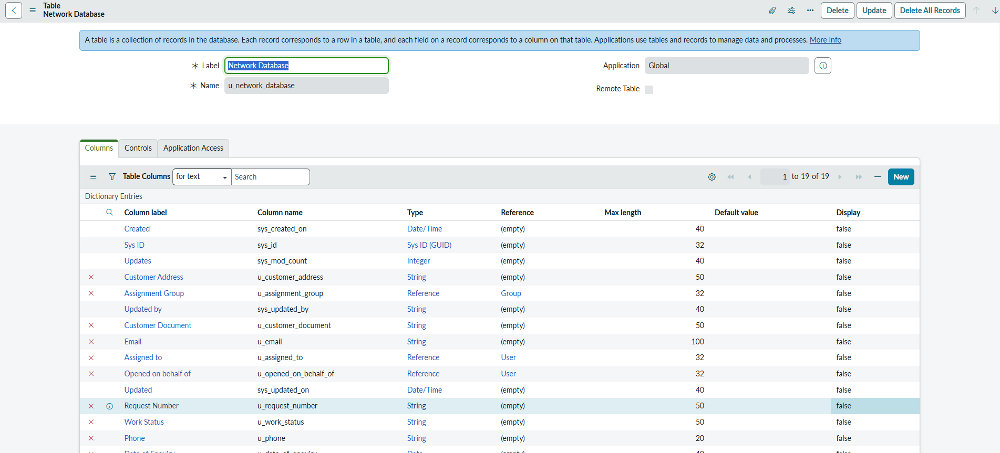 Table
Network Database
Delete
Update
Delete All Records
A table is a collection of records in the database. Each record corresponds to a row in a table, and each field on a record corresponds to a column on that table. Applications use tables and records to manage data and processes. More Info
Label Network Database
Application Global
Name u_network_database
Remote Table
Columns Controls Application Access
Table Columns for text Search 1 to 19 of 19 New
Dictionary Entries
Column label Column name Type Reference Max length Default value Display
Created sys_created_on Date/Time (empty) 40 false
Sys ID sys_id Sys ID (GUID) (empty) 32 false
Updates sys_mod_count Integer (empty) 40 false
Customer Address u_customer_address String (empty) 50 false
Assignment Group u_assignment_group Reference Group 32 false
Updated by sys_updated_by String (empty) 40 false
Customer Document u_customer_document String (empty) 50 false
Email u_email String (empty) 100 false
Assigned to u_assigned_to Reference User 32 false
Opened on behalf of u_opened_on_behalf_of Reference User 32 false
Updated sys_updated_on Date/Time (empty) 40 false
Request Number u_request_number String (empty) 50 false
Work Status u_work_status String (empty) 50 false
Phone u_phone String (empty) 20 false
Date of Enquiry u_date_of_enquiry Date (empty) 40 false